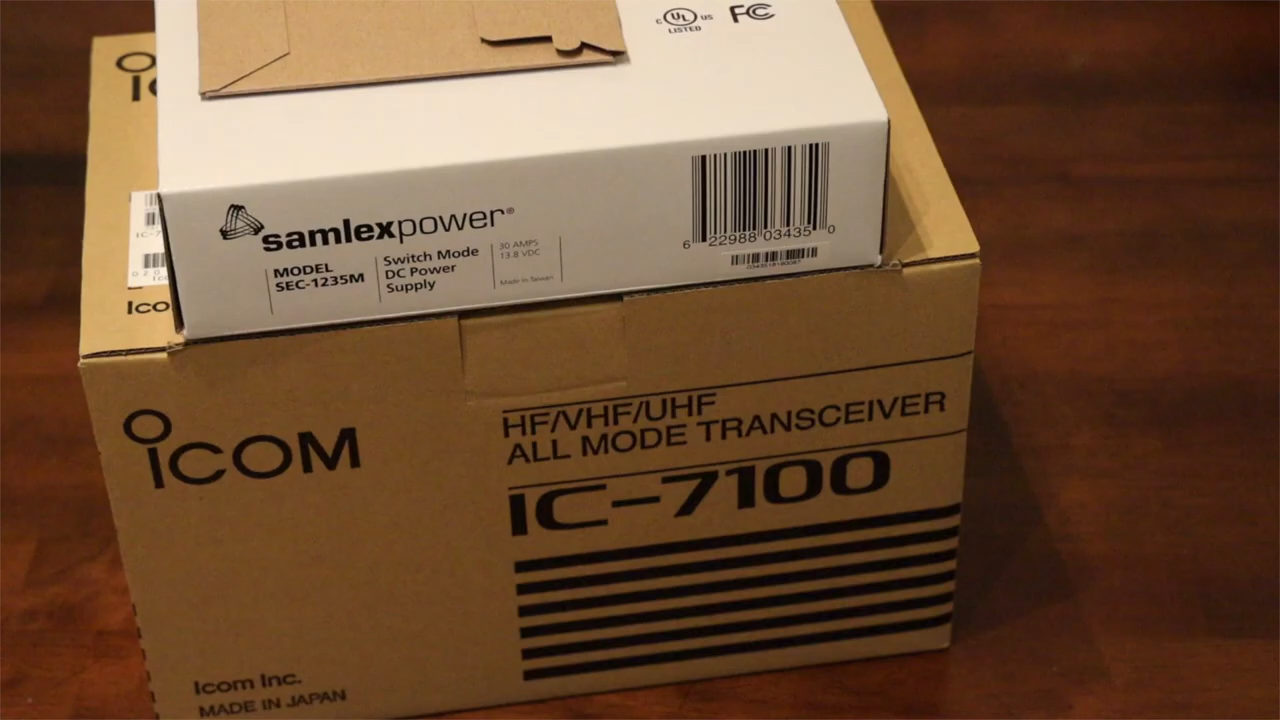 C UL US
LISTED
FC
samlexpower®
MODEL
SEC-1235M
Switch Mode
DC Power
Supply
30 AMPS
13.8 VDC
Made in Taiwan
6 22988 03435 0
Icom
ICOM
HF/VHF/UHF
ALL MODE TRANSCEIVER
IC-7100
Icom Inc.
MADE IN JAPAN